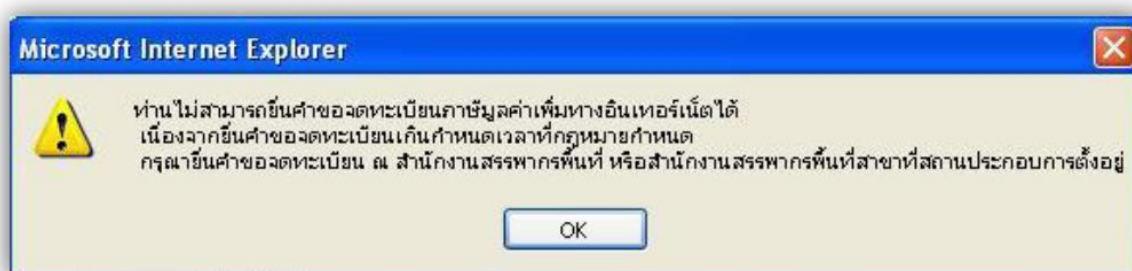 Microsoft Internet Explorer
ท่านไม่สามารถยื่นคำขอจดทะเบียนภาษีมูลค่าเพิ่มทางอินเทอร์เน็ตได้
เนื่องจากยื่นคำขอจดทะเบียนเกินกำหนดเวลาที่กฎหมายกำหนด
กรุณายื่นคำขอจดทะเบียน ณ สำนักงานสรรพากรพื้นที่ หรือสำนักงานสรรพากรพื้นที่สาขาที่สถานประกอบการตั้งอยู่
OK